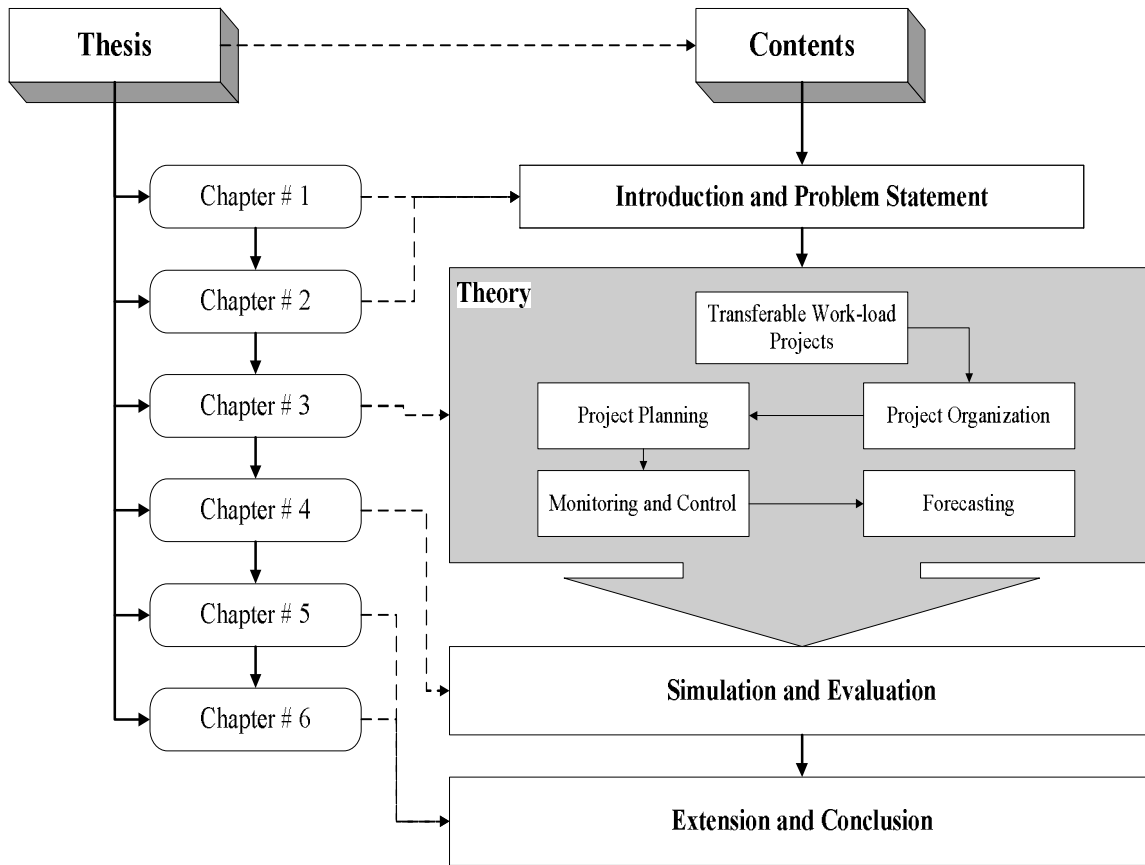 Thesis
Contents
Chapter # 1
Introduction and Problem Statement
Chapter # 2
Theory
Transferable Work-load
Projects
Chapter # 3
Project Planning
Project Organization
Chapter # 4
Monitoring and Control
Forecasting
Chapter # 5
Chapter # 6
Simulation and Evaluation
Extension and Conclusion